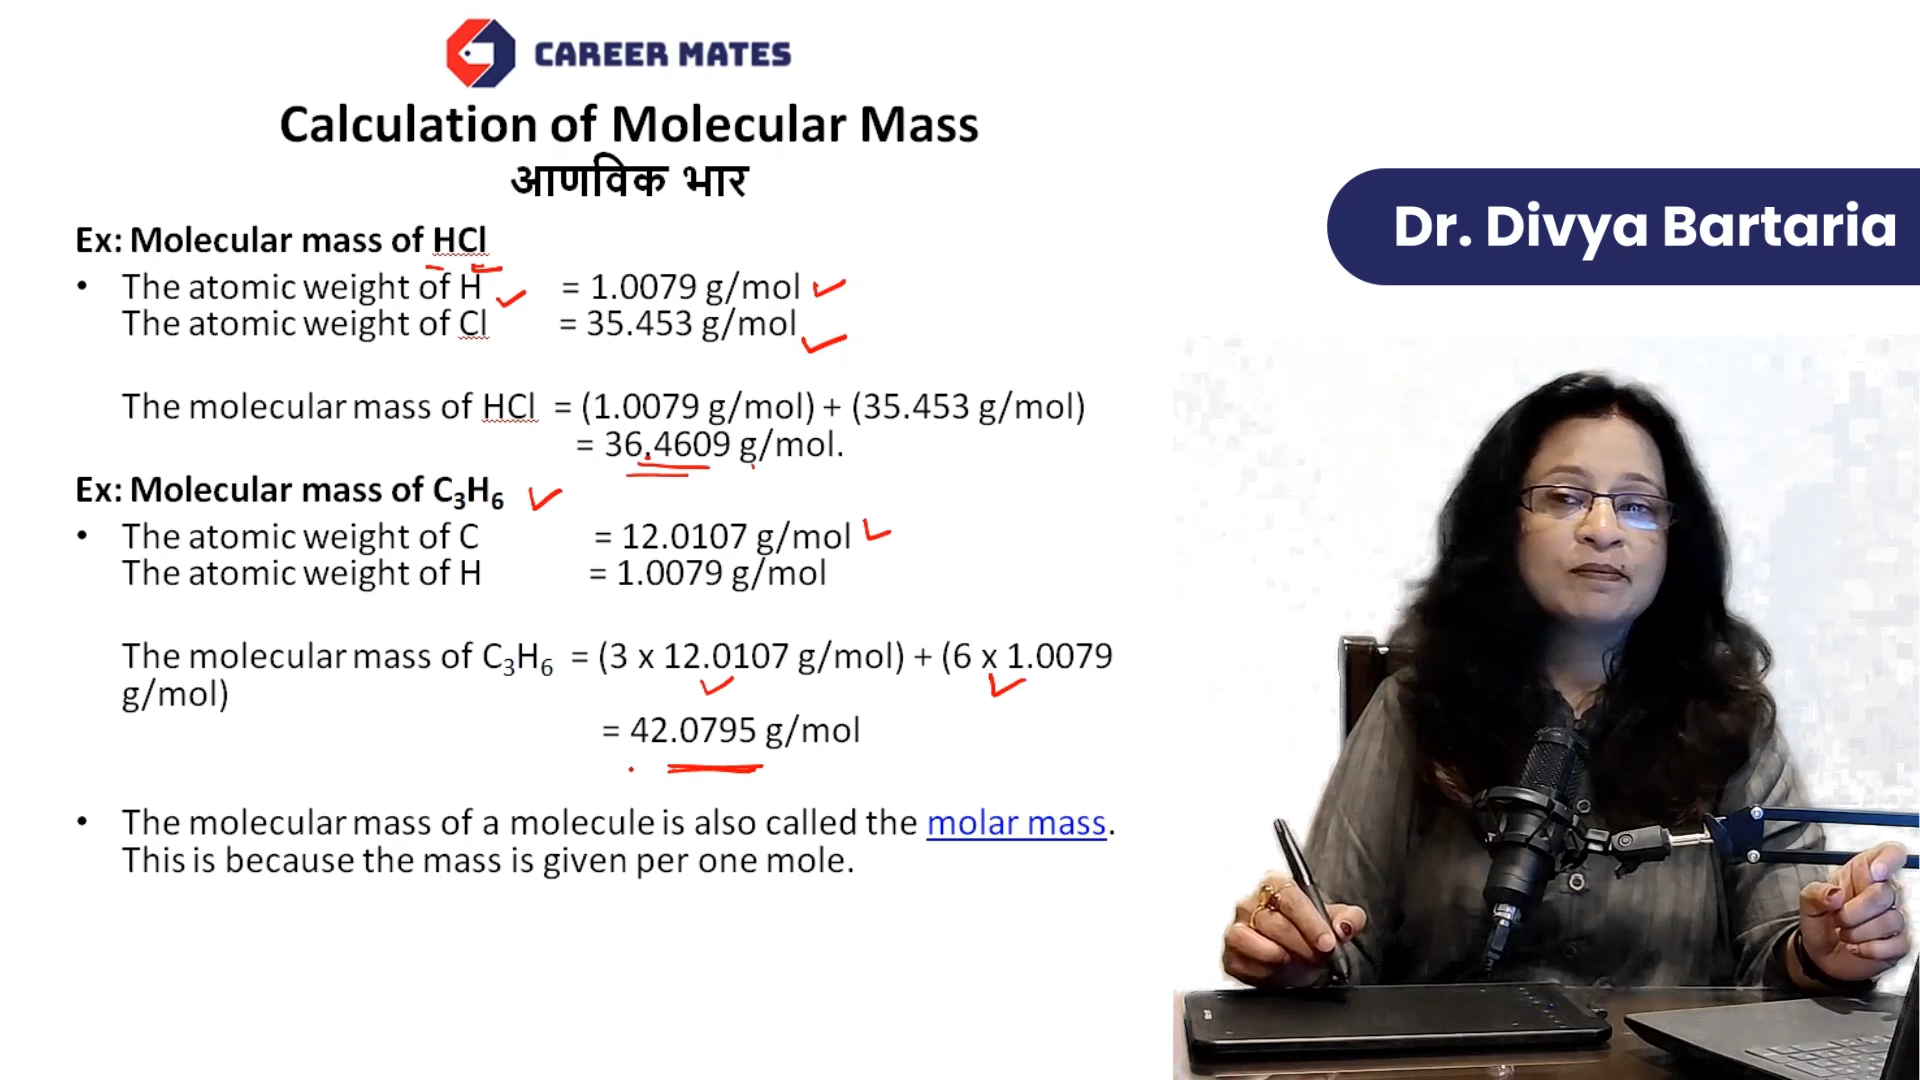 CAREER MATES
Calculation of Molecular Mass
आणविक भार
Dr. Divya Bartaria
Ex: Molecular mass of HCl
• The atomic weight of H = 1.0079 g/mol
The atomic weight of Cl = 35.453 g/mol
The molecular mass of HCl = (1.0079 g/mol) + (35.453 g/mol)
= 36.4609 g/mol.
Ex: Molecular mass of C₃H₆
• The atomic weight of C = 12.0107 g/mol
The atomic weight of H = 1.0079 g/mol
The molecular mass of C₃H₆ = (3 x 12.0107 g/mol) + (6 x 1.0079
g/mol)
= 42.0795 g/mol
• The molecular mass of a molecule is also called the molar mass.
This is because the mass is given per one mole.